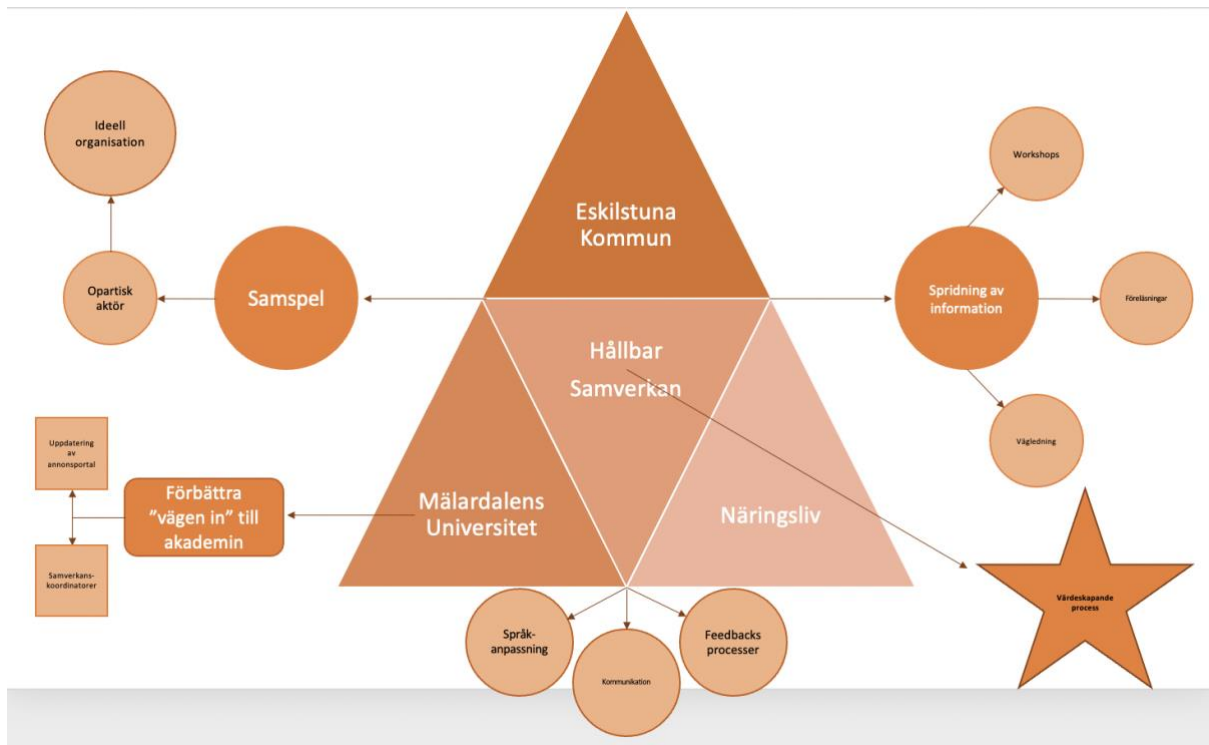 Ideell
organisation
Workshops
Eskilstuna
Kommun
Opartisk
aktör
Samspel
Spridning av
information
Föreläsningar
Hållbar
Samverkan
Vägledning
Uppdatering
av
annonsportal
Förbättra
”vägen in” till
akademin
Mälardalens
Universitet
Näringsliv
Samverkans-
koordinatorer
Värdeskapande
process
Språk-
anpassning
Kommunikation
Feedbacks
processer